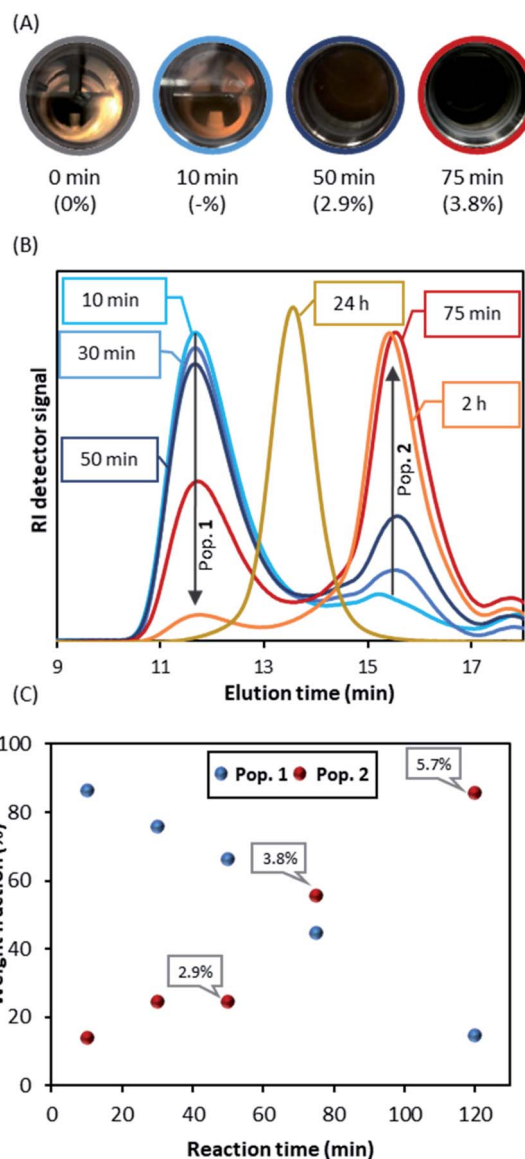 (A)
0 min 10 min 50 min 75 min
(0%) (-%) (2.9%) (3.8%)
(B)
10 min
24 h
75 min
30 min
2 h
50 min
Pop. 1
Pop. 2
RI detector signal
9 11 13 15 17
Elution time (min)
(C)
100
Pop. 1 Pop. 2
5.7%
80
3.8%
60
40
2.9%
20
0
(%)
0 20 40 60 80 100 120
Reaction time (min)